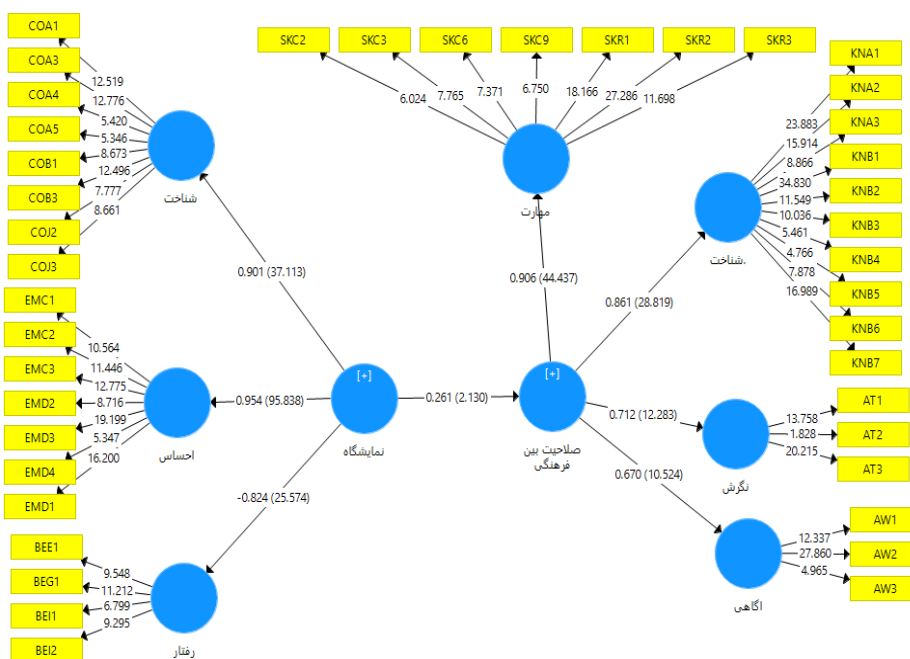 COA1
COA3
COA4
COA5
COB1
COB3
COJ2
COJ3
12.519
12.776
5.420
5.346
8.673
12.496
7.777
8.661
شناخت
SKC2
SKC3
SKC6
SKC9
SKR1
SKR2
SKR3
6.024
7.765
7.371
6.750
18.166
27.286
11.698
مهارت
KNA1
KNA2
KNA3
KNB1
KNB2
KNB3
KNB4
KNB5
KNB6
KNB7
23.883
15.914
8.866
34.830
11.549
10.036
5.461
4.766
7.878
16.989
شناخت.
0.901 (37.113)
0.906 (44.437)
0.861 (28.819)
EMC1
EMC2
EMC3
EMD2
EMD3
EMD4
EMD1
10.564
11.446
12.775
8.716
19.199
5.347
16.200
احساس
0.954 (95.838)
[+]
نمایشگاه
0.261 (2.130)
[+]
صلاحیت بین
فرهنگی
0.712 (12.283)
AT1
AT2
AT3
13.758
1.828
20.215
نگرش
-0.824 (25.574)
0.670 (10.524)
BEE1
BEG1
BEI1
BEI2
9.548
11.212
6.799
9.295
رفتار
AW1
AW2
AW3
12.337
27.860
4.965
اگاهی